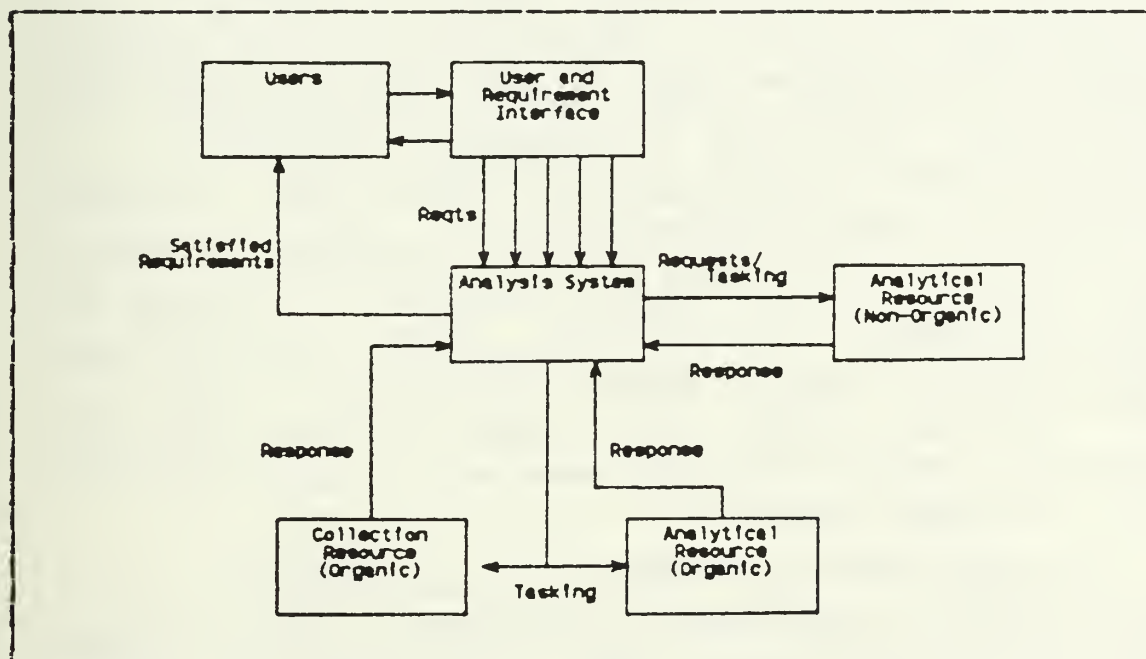 Users
User and
Requirement
Interface
Reqts
Satisfied
Requirements
Analysis System
Requests/
Tasking
Analytical
Resource
(Non-Organic)
Response
Response
Response
Collection
Resource
(Organic)
Analytical
Resource
(Organic)
Tasking